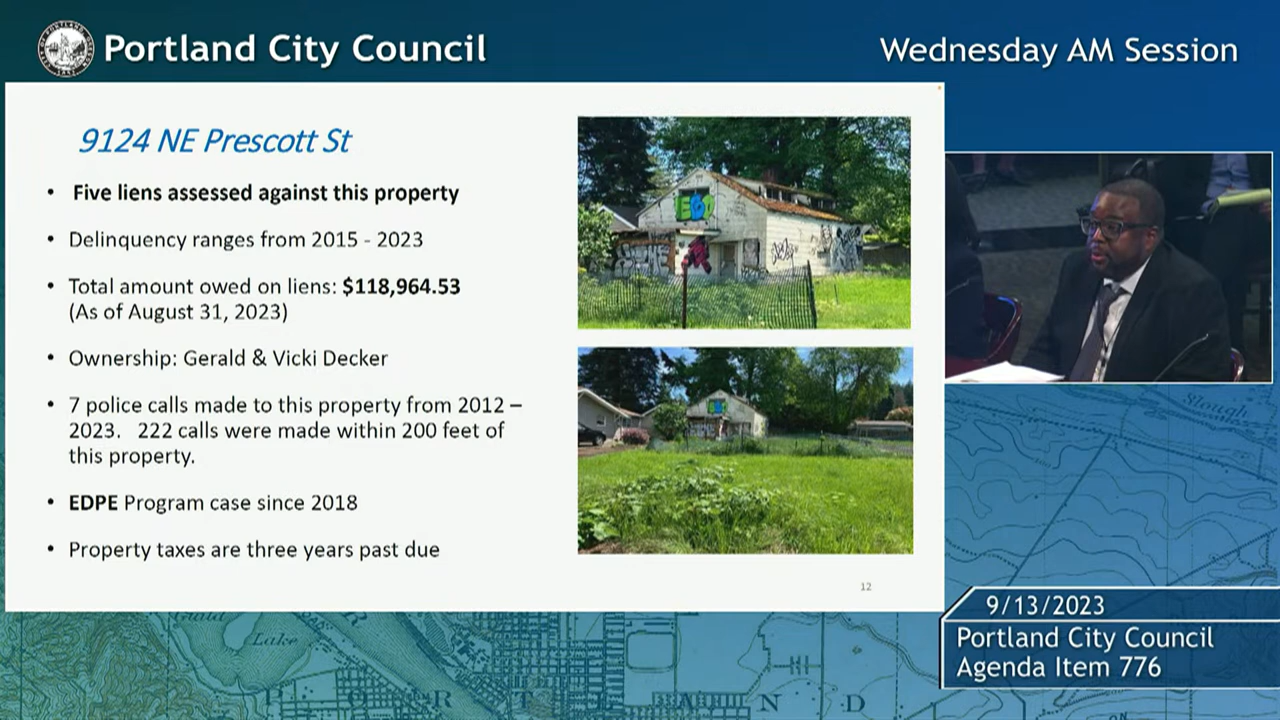 Portland City Council
Wednesday AM Session
9124 NE Prescott St
• Five liens assessed against this property
• Delinquency ranges from 2015 - 2023
• Total amount owed on liens: $118,964.53
(As of August 31, 2023)
• Ownership: Gerald & Vicki Decker
• 7 police calls made to this property from 2012 –
2023. 222 calls were made within 200 feet of
this property.
• EDPE Program case since 2018
• Property taxes are three years past due
12
Slough
9/13/2023
Portland City Council
Agenda Item 776
Guild
Lake
R T L A N D
ON